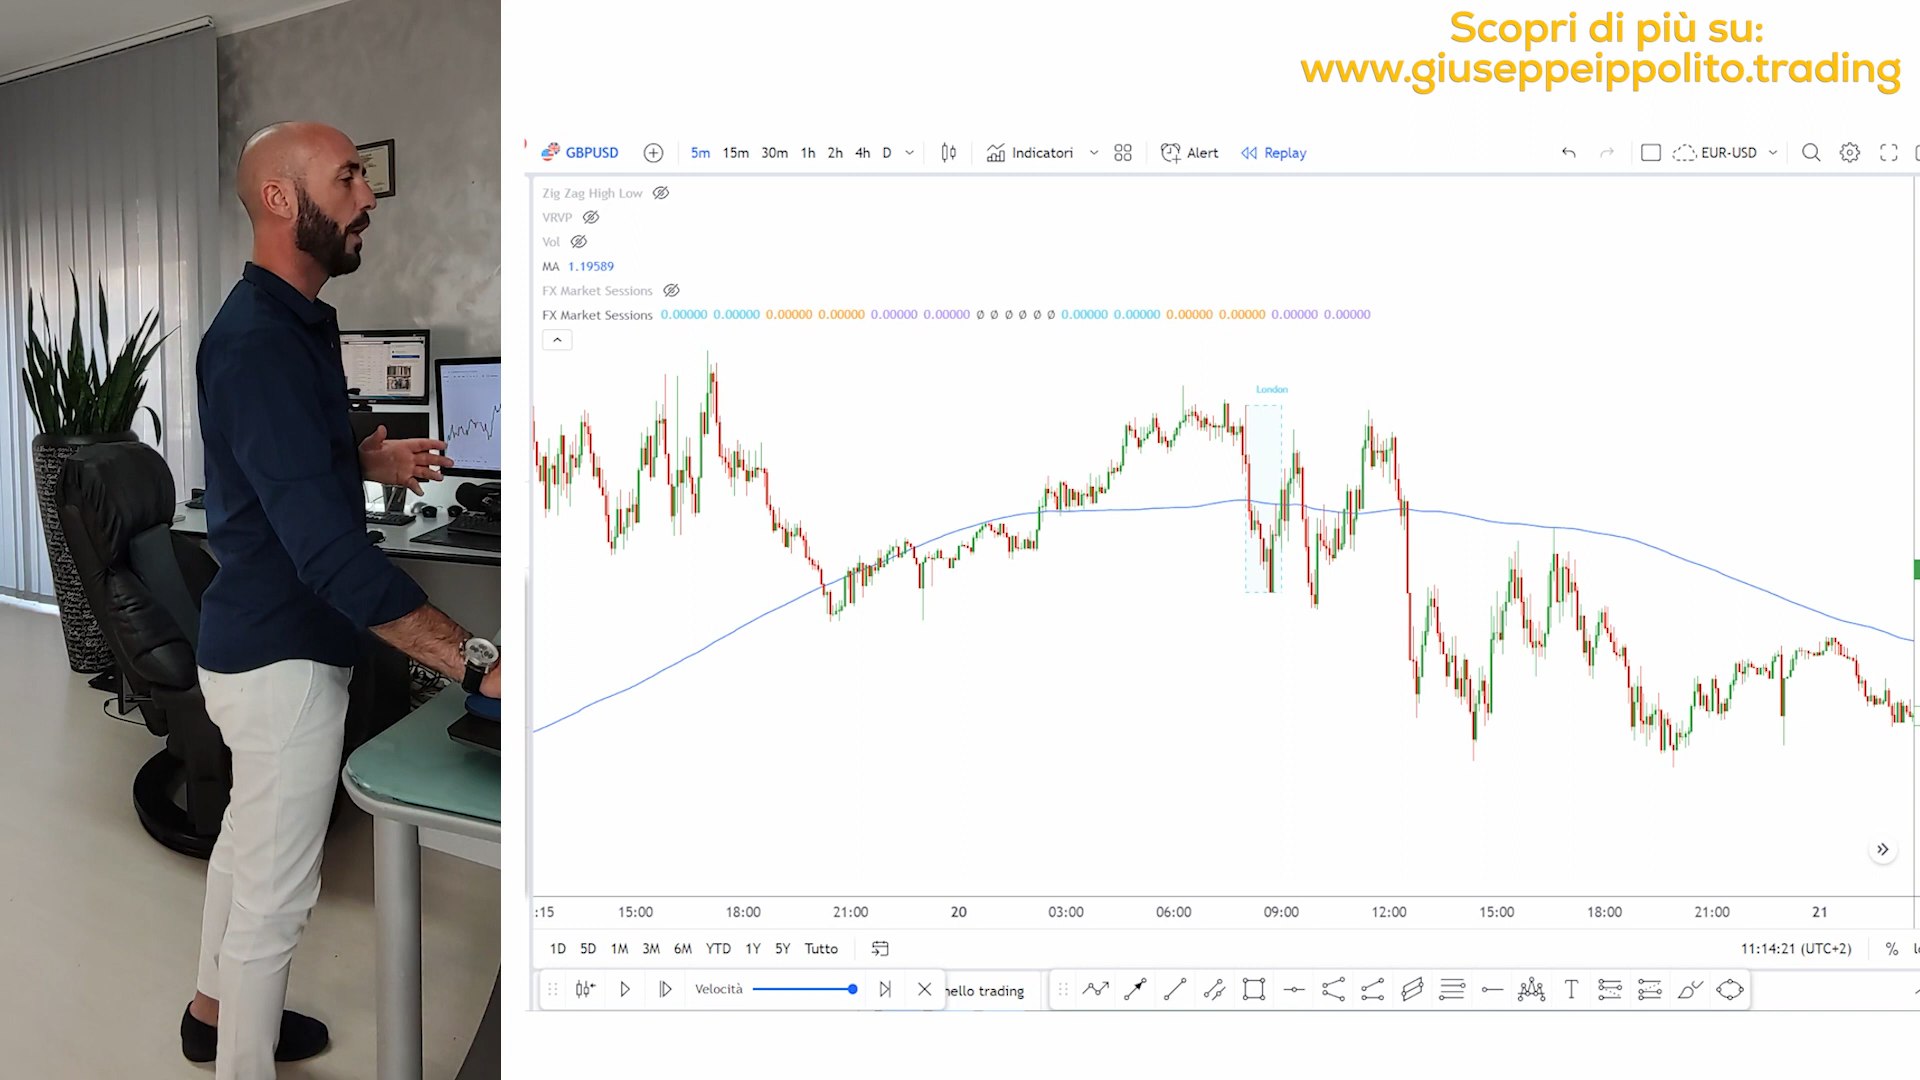 Scopri di più su:
www.giuseppeippolito.trading
GBPUSD 5m 15m 30m 1h 2h 4h D Indicatori Alert Replay EUR-USD
Zig Zag High Low
VRVP
Vol
MA 1.19589
FX Market Sessions
FX Market Sessions 0.00000 0.00000 0.00000 0.00000 0.00000 0.00000 Ø Ø Ø Ø Ø Ø 0.00000 0.00000 0.00000 0.00000 0.00000 0.00000
London
:15 15:00 18:00 21:00 20 03:00 06:00 09:00 12:00 15:00 18:00 21:00 21
1D 5D 1M 3M 6M YTD 1Y 5Y Tutto 11:14:21 (UTC+2) %
Velocità nello trading